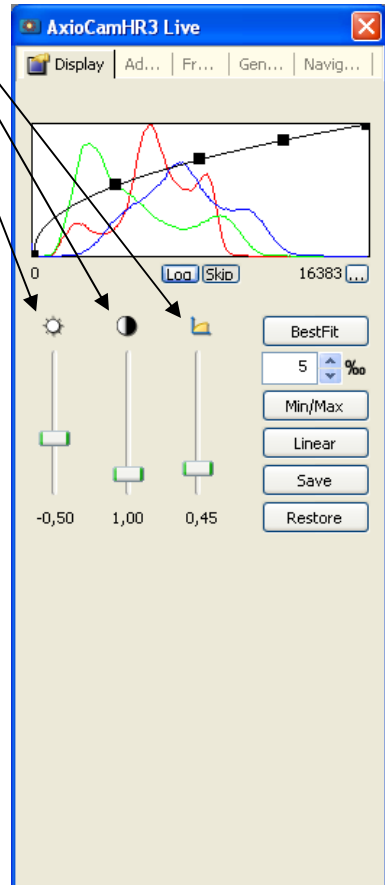 AxioCamHR3 Live
Display Ad... Fr... Gen... Navig...
0 Log Skip 16383 ...
BestFit
5 ‰
Min/Max
Linear
Save
-0,50 1,00 0,45 Restore